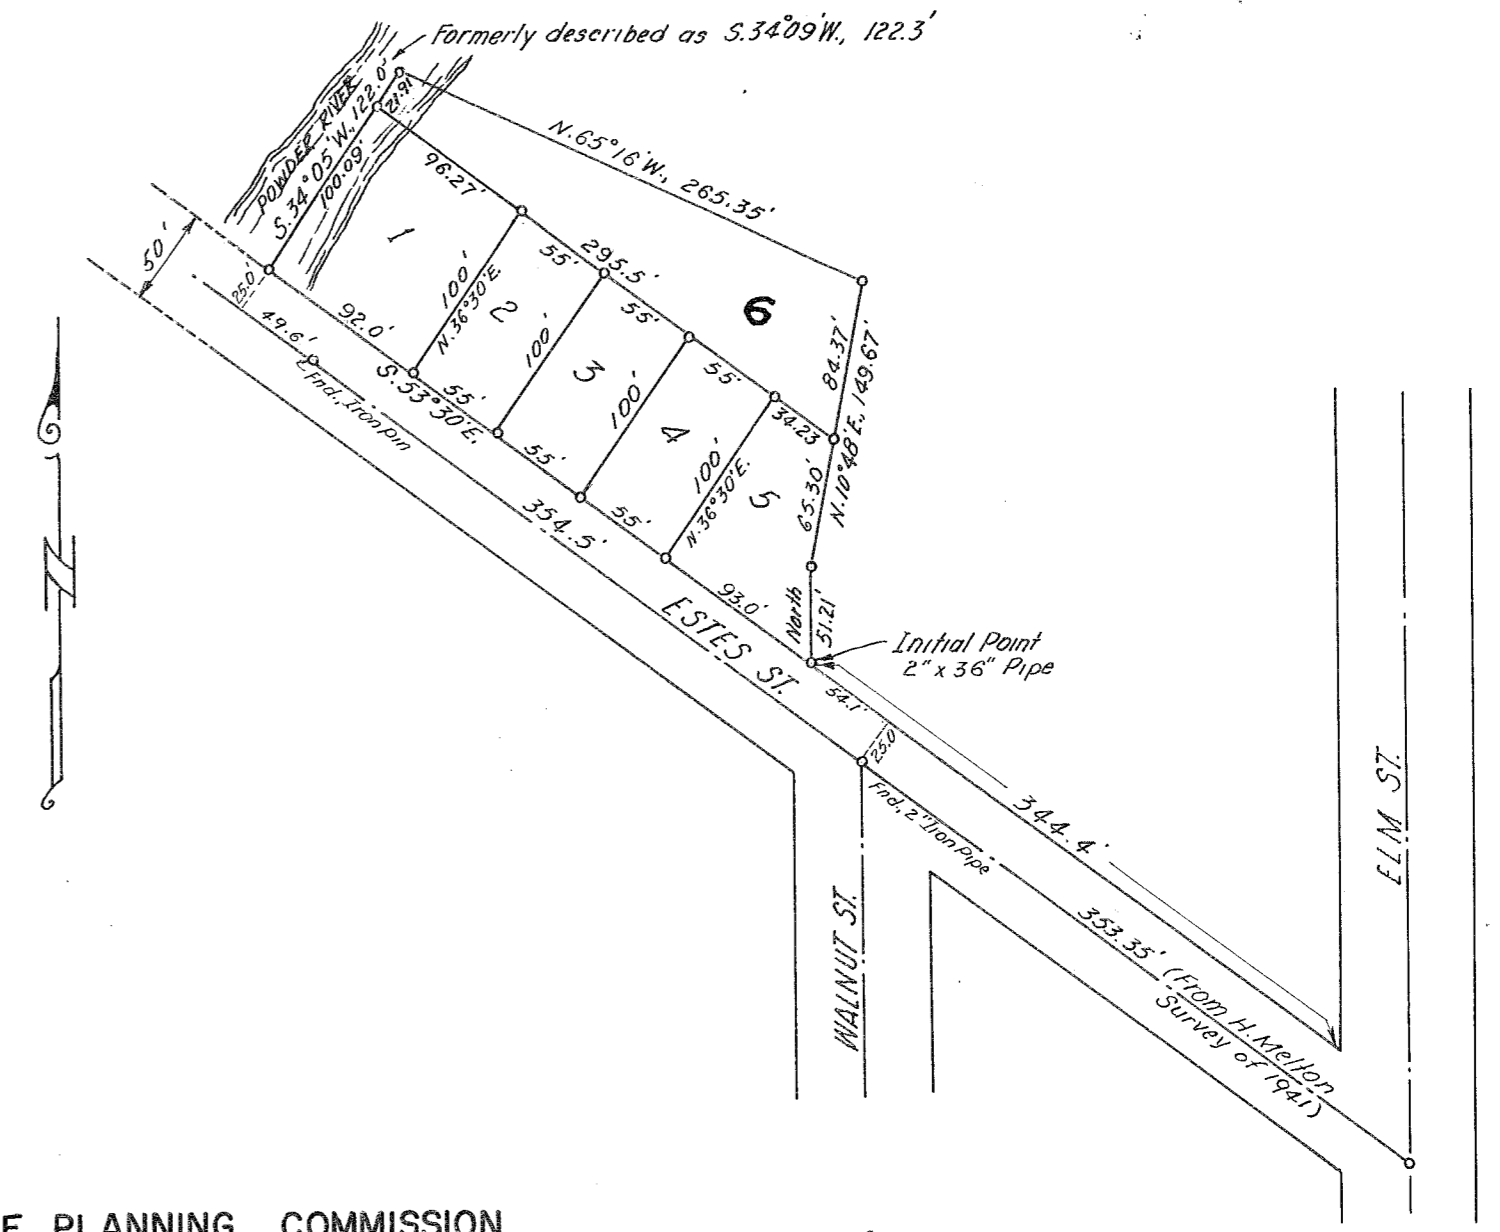 Formerly described as S.34°09'W., 122.3'
POWDER RIVER
S.34°05'W., 122.0'
21.91
100.09'
N.65°16'W., 265.35'
96.27'
295.5'
50'
25.0'
49.6'
92.0'
1
100'
N.36°30'E.
2
55'
55'
55'
34.23
6
84.37'
N.10°48'E., 149.67'
65.30'
100'
3
100'
4
100'
N.36°30'E.
5
S.53°30'E.
55'
55'
55'
93.0'
℄ Fnd., Iron Pin
354.5'
ESTES ST.
North
51.21'
Initial Point
2" x 36" Pipe
54.1'
25.0
Fnd., 2" Iron Pipe
344.4'
353.35' (From H. Melton
Survey of 1941)
WALNUT ST.
ELM ST.
N
E PLANNING COMMISSION